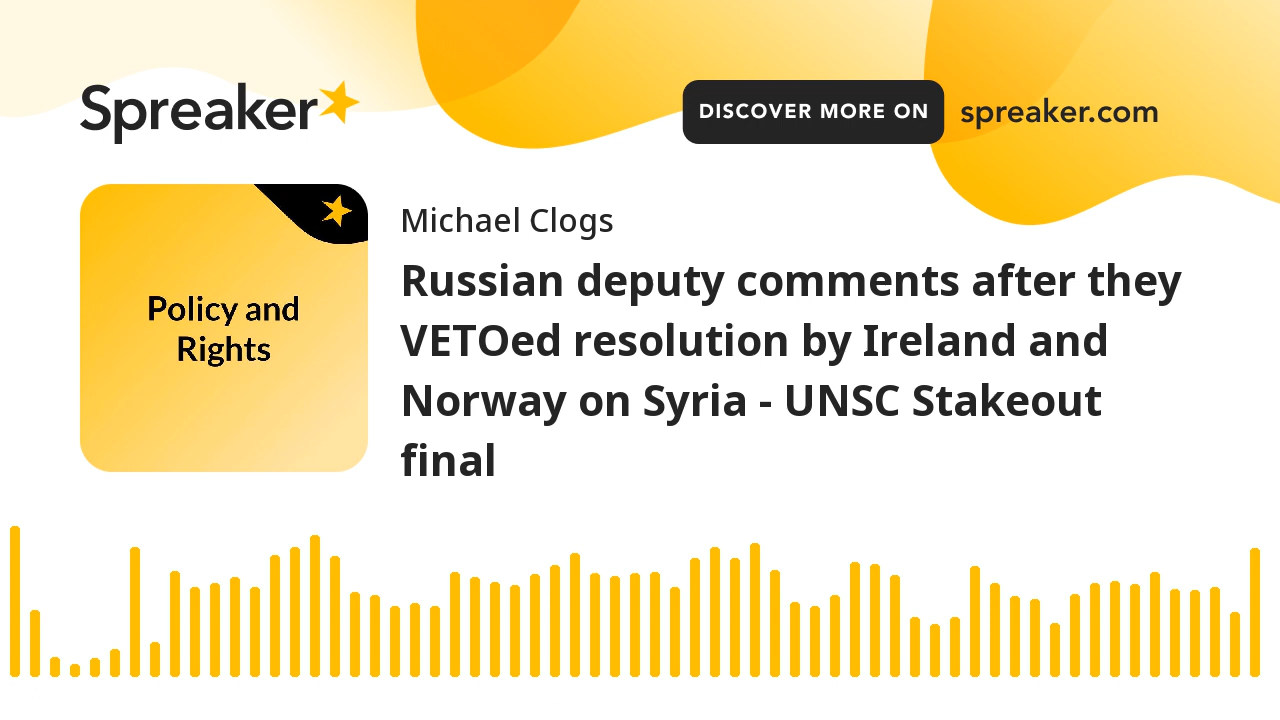 Spreaker
DISCOVER MORE ON
spreaker.com
Policy and
Rights
Michael Clogs
Russian deputy comments after they
VETOed resolution by Ireland and
Norway on Syria - UNSC Stakeout
final